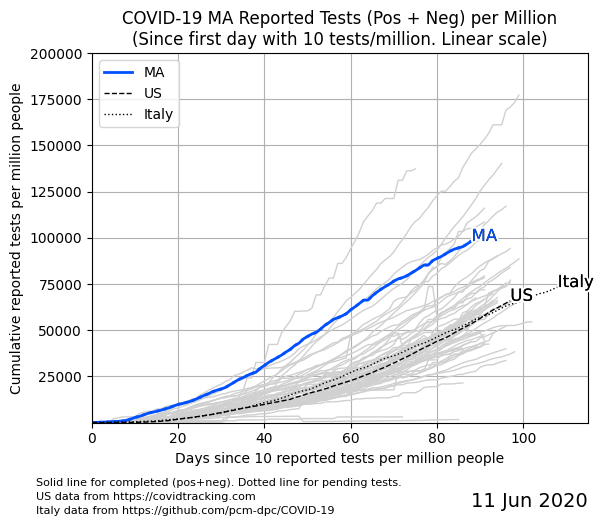 COVID-19 MA Reported Tests (Pos + Neg) per Million
(Since first day with 10 tests/million. Linear scale)
Cumulative reported tests per million people
200000
175000
150000
125000
100000
75000
50000
25000
MA
US
Italy
MA
Italy
US
0
20
40
60
80
100
Days since 10 reported tests per million people
Solid line for completed (pos+neg). Dotted line for pending tests.
US data from https://covidtracking.com
Italy data from https://github.com/pcm-dpc/COVID-19
11 Jun 2020